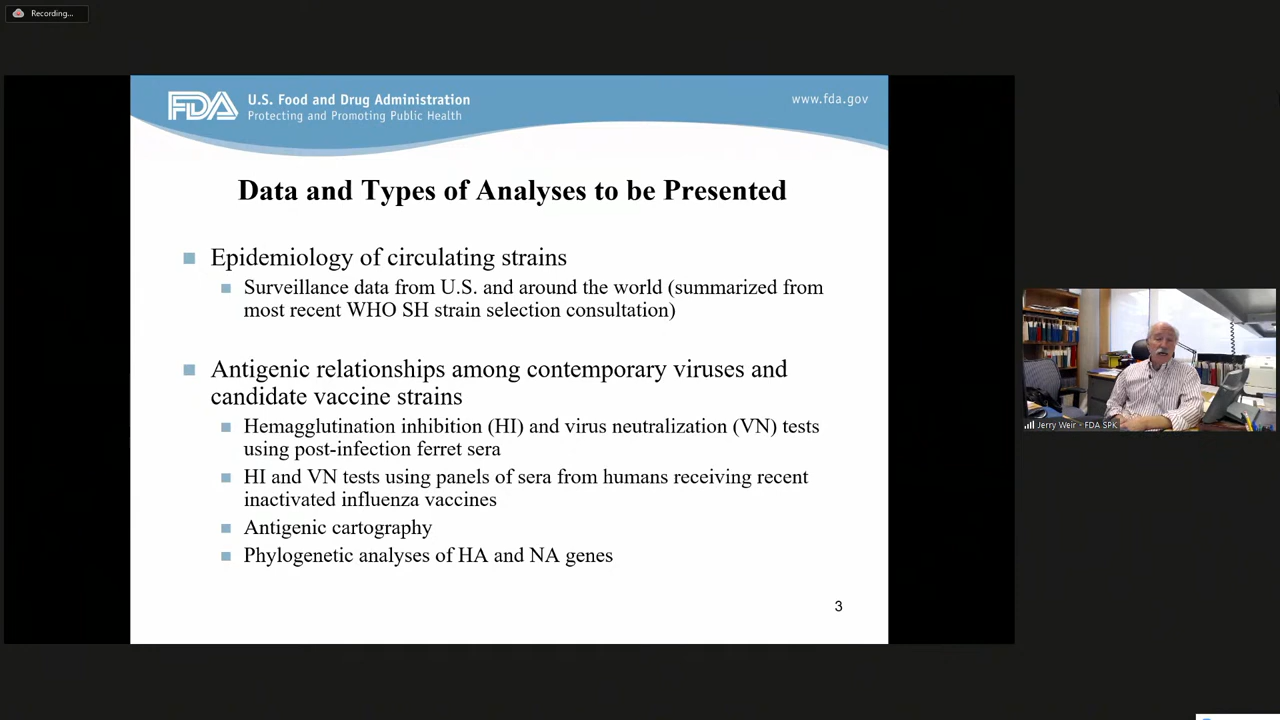 Recording...
FDA
U.S. Food and Drug Administration
Protecting and Promoting Public Health
www.fda.gov
Data and Types of Analyses to be Presented
Epidemiology of circulating strains
Surveillance data from U.S. and around the world (summarized from
most recent WHO SH strain selection consultation)
Antigenic relationships among contemporary viruses and
candidate vaccine strains
Hemagglutination inhibition (HI) and virus neutralization (VN) tests
using post-infection ferret sera
HI and VN tests using panels of sera from humans receiving recent
inactivated influenza vaccines
Antigenic cartography
Phylogenetic analyses of HA and NA genes
3
Jerry Weir - FDA SPK